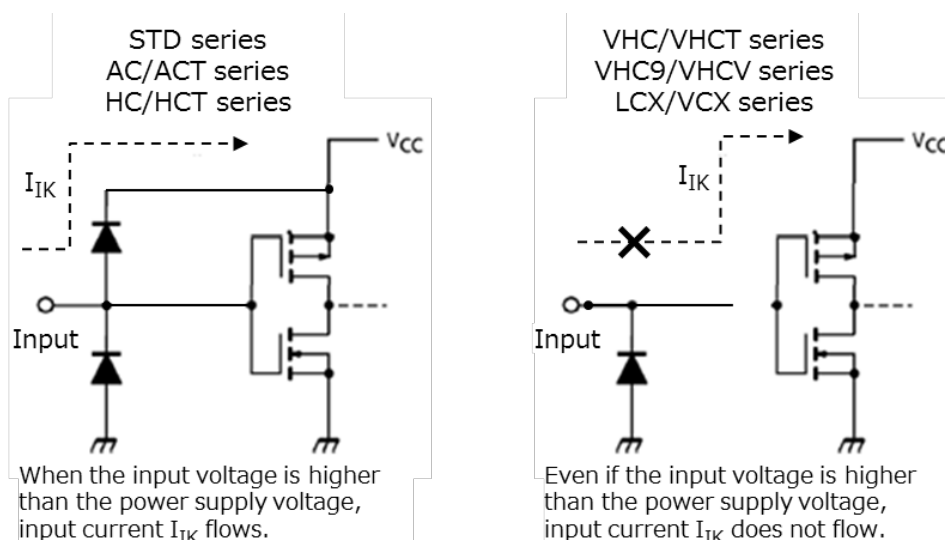 STD series
AC/ACT series
HC/HCT series
VCC
IIK
Input
When the input voltage is higher
than the power supply voltage,
input current IIK flows.
VHC/VHCT series
VHC9/VHCV series
LCX/VCX series
VCC
IIK
Input
Even if the input voltage is higher
than the power supply voltage,
input current IIK does not flow.